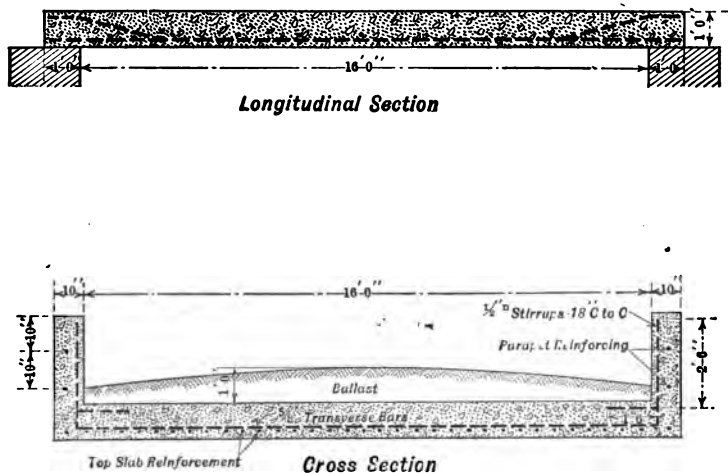 1'0"
1'-0"
16'0"
1'0"
Longitudinal Section
10"
16'-0"
10"
½"□ Stirrups-18"C to C
Parapet Reinforcing
10"
10"
2'-6"
1'0"
Ballast
Transverse Bars
Top Slab Reinforcement
Cross Section